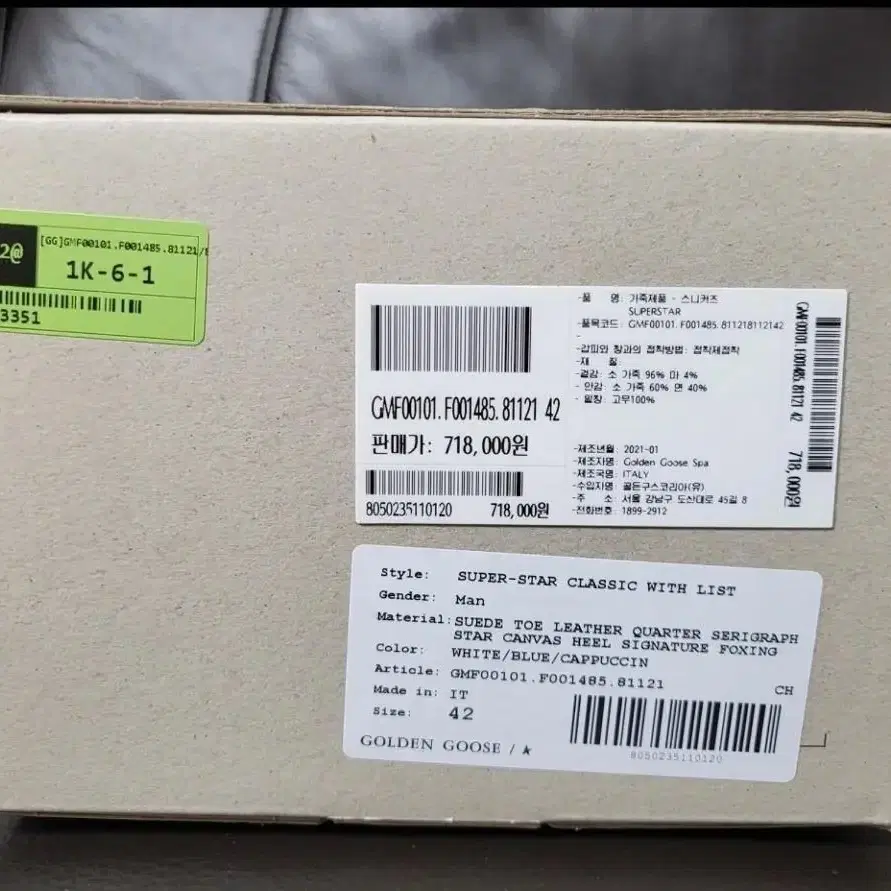 2@
[GG]GMF00101.F001485.81121/
1K-6-1
3351
GMF00101.F001485.81121 42
판매가: 718,000원
8050235110120 718,000원
-품 명: 가죽제품 - 스니커즈
SUPERSTAR
-품목코드: GMF00101.F001485.811218112142
-
-갑피와 창과의 접착방법: 접착제접착
-재 질:
- 겉감: 소 가죽 96% 마 4%
- 안감: 소 가죽 60% 면 40%
- 밑창: 고무100%
-제조년월: 2021-01
-제조자명: Golden Goose Spa
-제조국명: ITALY
-수입자명: 골든구스코리아(유)
-주 소: 서울 강남구 도산대로 45길 8
-전화번호: 1899-2912
GMF00101.F001485.81121 42 718,000원
Style: SUPER-STAR CLASSIC WITH LIST
Gender: Man
Material: SUEDE TOE LEATHER QUARTER SERIGRAPH
STAR CANVAS HEEL SIGNATURE FOXING
Color: WHITE/BLUE/CAPPUCCIN
Article: GMF00101.F001485.81121
Made in: IT
CH
Size: 42
GOLDEN GOOSE /
8050235110120